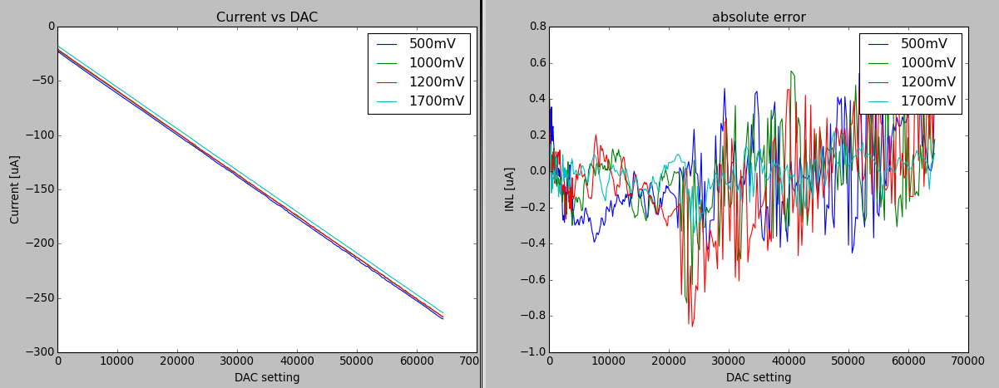 Current vs DAC
0
−50
−100
−150
−200
−250
−300
Current [uA]
500mV
1000mV
1200mV
1700mV
0
10000
20000
30000
40000
50000
60000
700
DAC setting
absolute error
0.8
0.6
0.4
0.2
0.0
−0.2
−0.4
−0.6
−0.8
−1.0
INL [uA]
500mV
1000mV
1200mV
1700mV
0
10000
20000
30000
40000
50000
60000
70000
DAC setting